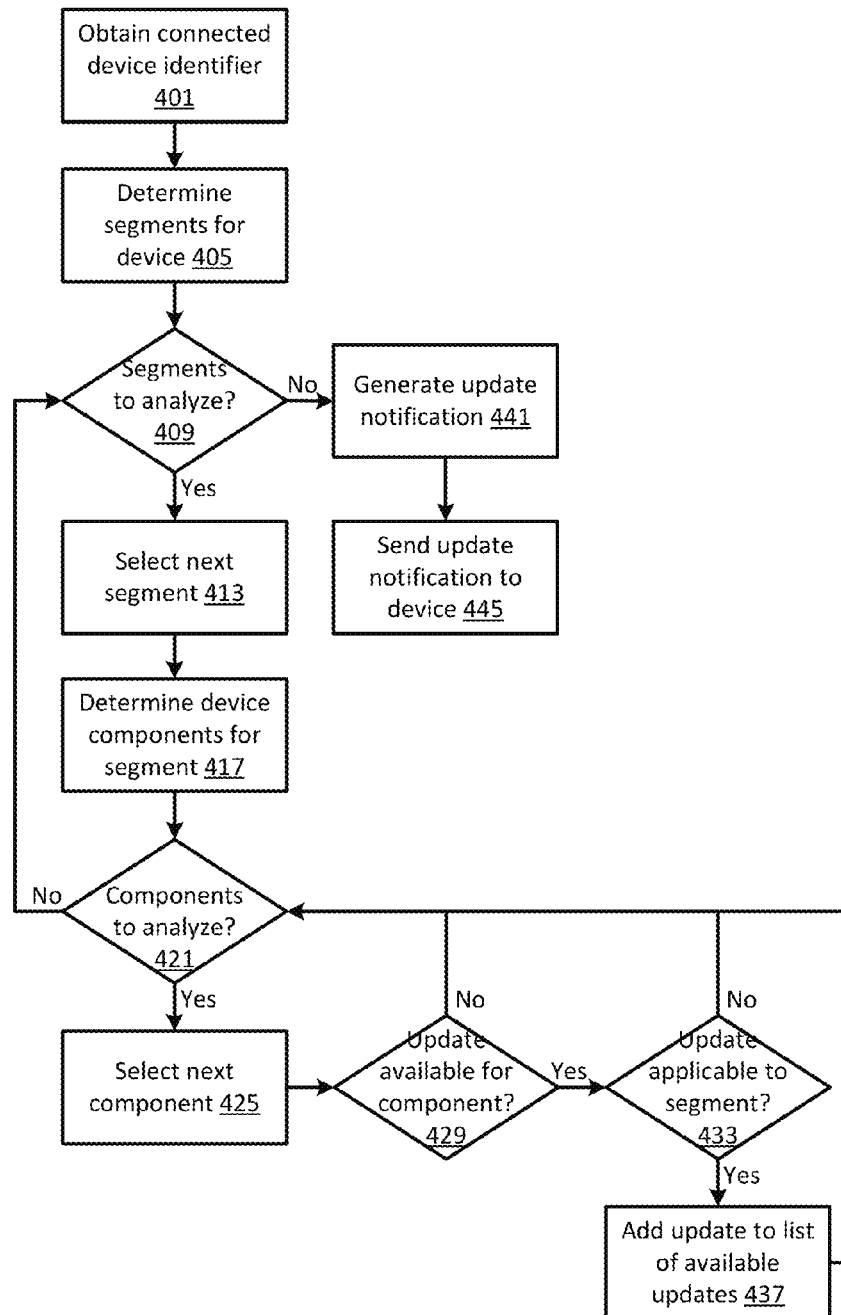 Obtain connected
device identifier
401
Determine
segments for
device 405
Segments
to analyze?
409
No
Yes
Generate update
notification 441
Select next
segment 413
Send update
notification to
device 445
Determine device
components for
segment 417
Components
to analyze?
421
No
Yes
Select next
component 425
Update
available for
component?
429
No
Yes
Update
applicable to
segment?
433
No
Yes
Add update to list
of available
updates 437